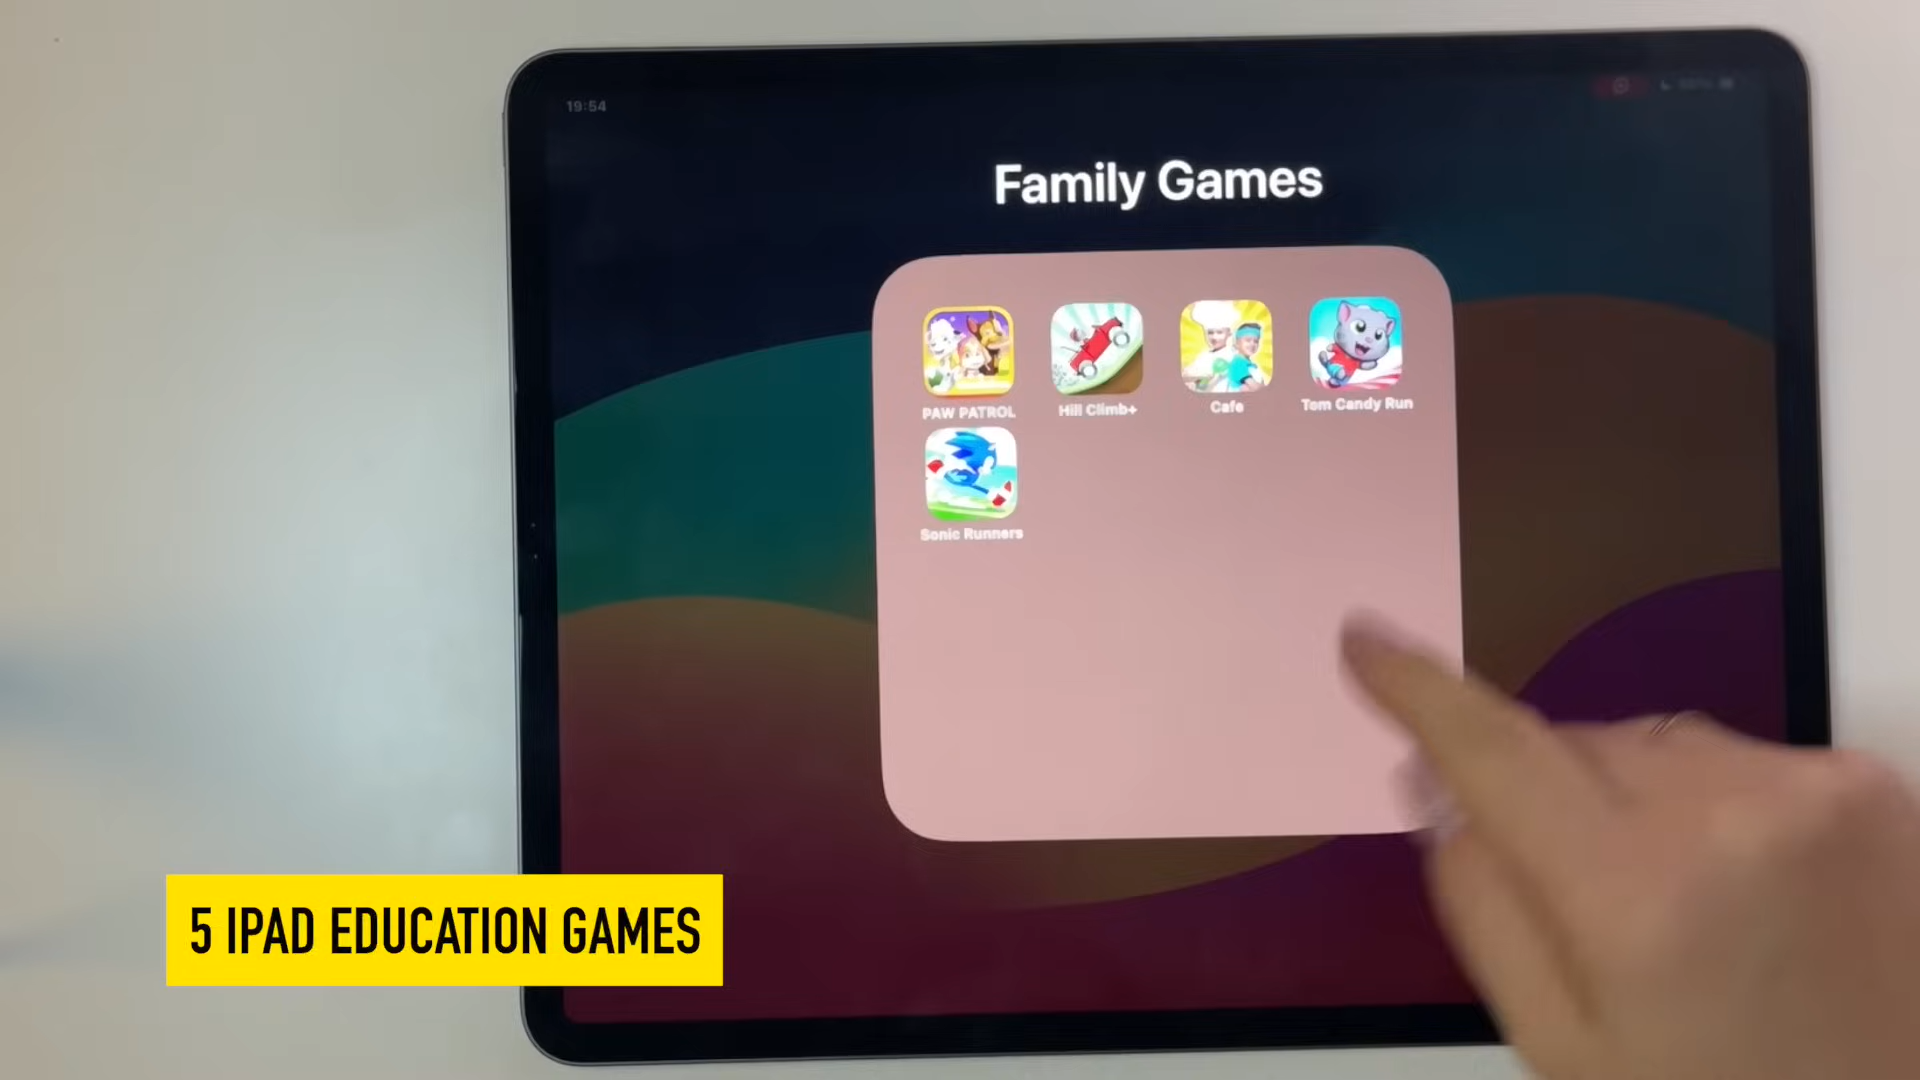 19:54
Family Games
PAW PATROL
Hill Climb+
Cafe
Tom Candy Run
Sonic Runners
5 IPAD EDUCATION GAMES